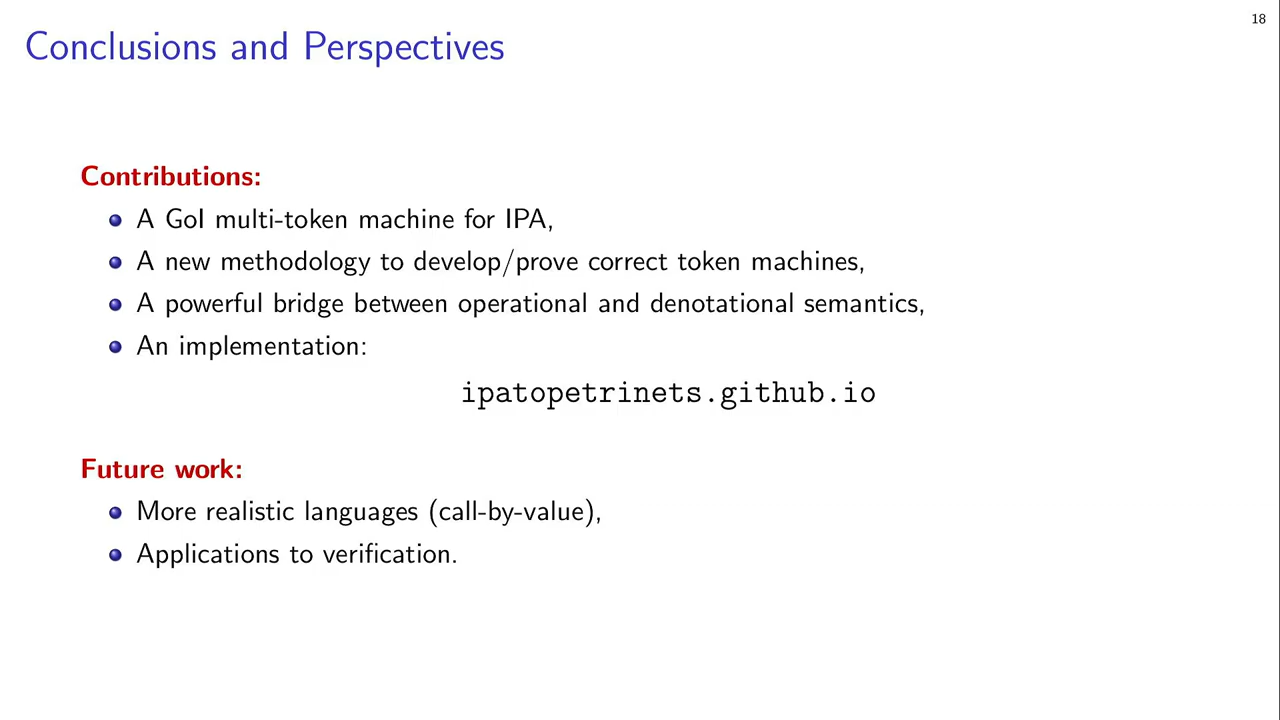 18
Conclusions and Perspectives
Contributions:
A GoI multi-token machine for IPA,
A new methodology to develop/prove correct token machines,
A powerful bridge between operational and denotational semantics,
An implementation:
ipatopetrinets.github.io
Future work:
More realistic languages (call-by-value),
Applications to verification.